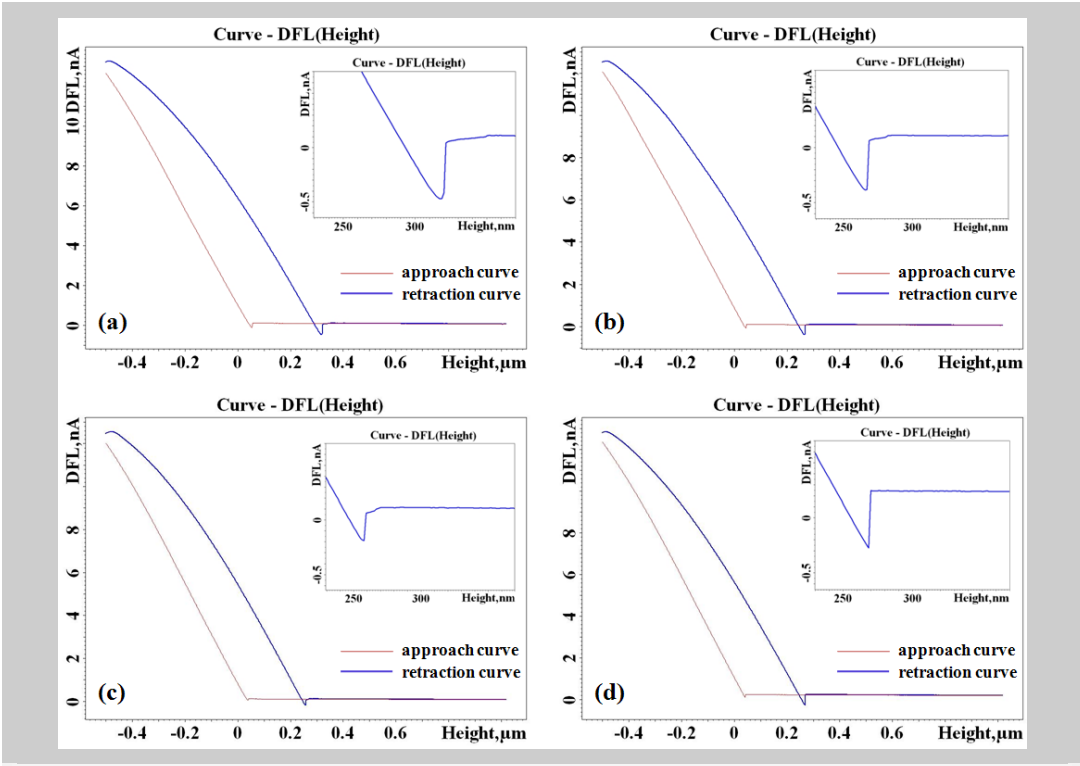 Curve - DFL(Height)
DFL,nA
10
8
6
4
2
0
-0.4 -0.2 0 0.2 0.4 0.6 Height,μm
Curve - DFL(Height)
DFL,nA
0
-0.5
250 300 Height,nm
approach curve
retraction curve
(a)
Curve - DFL(Height)
DFL,nA
8
6
4
2
0
-0.4 -0.2 0 0.2 0.4 0.6 Height,μm
Curve - DFL(Height)
DFL,nA
0
-0.5
250 300 Height,nm
approach curve
retraction curve
(b)
Curve - DFL(Height)
DFL,nA
8
6
4
2
0
-0.4 -0.2 0 0.2 0.4 0.6 Height,μm
Curve - DFL(Height)
DFL,nA
0
-0.5
250 300 Height,nm
approach curve
retraction curve
(c)
Curve - DFL(Height)
DFL,nA
8
6
4
2
0
-0.4 -0.2 0 0.2 0.4 0.6 Height,μm
Curve - DFL(Height)
DFL,nA
0
-0.5
250 300 Height,nm
approach curve
retraction curve
(d)